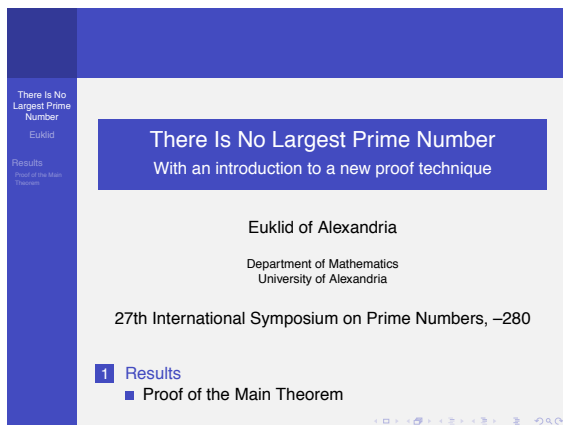 There Is No
Largest Prime
Number
Euklid
Results
Proof of the Main
Theorem
There Is No Largest Prime Number
With an introduction to a new proof technique
Euklid of Alexandria
Department of Mathematics
University of Alexandria
27th International Symposium on Prime Numbers, –280
1 Results
Proof of the Main Theorem